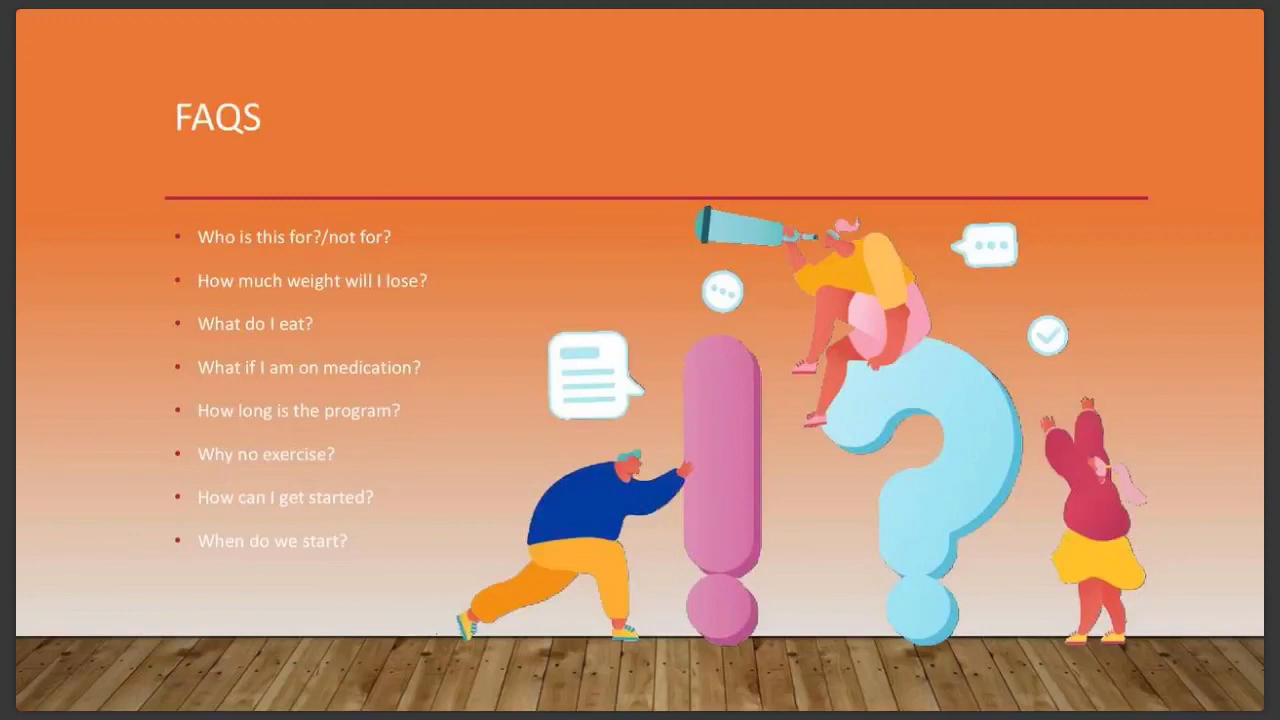 FAQS
Who is this for?/not for?
How much weight will I lose?
What do I eat?
What if I am on medication?
How long is the program?
Why no exercise?
How can I get started?
When do we start?